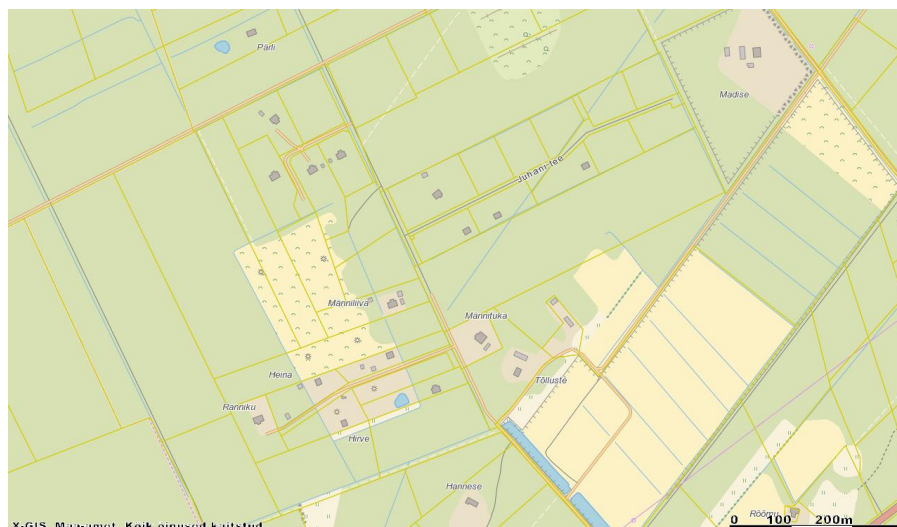 Pärli
Madise
Juhani-tee
Männiliiva
Männituka
Heina
Tõlluste
Ranniku
Hirve
Hannese
Rõõmu
X-GIS, Maa-amet, Kõik õigused kaitstud
0 100 200m